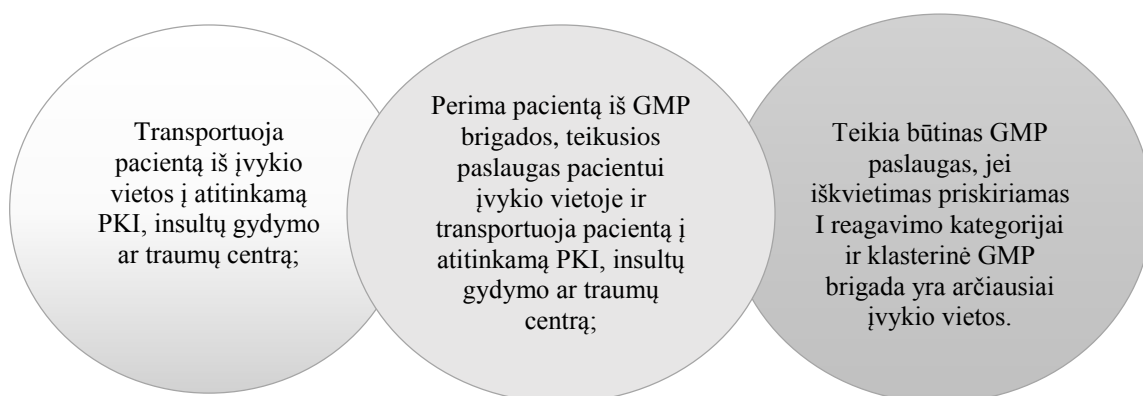 Transportuoja
pacientą iš įvykio
vietos į atitinkamą
PKI, insultų gydymo
ar traumų centrą;
Perima pacientą iš GMP
brigados, teikusios
paslaugas pacientui
įvykio vietoje ir
transportuoja pacientą į
atitinkamą PKI, insultų
gydymo ar traumų
centrą;
Teikia būtinas GMP
paslaugas, jei
iškvietimas priskiriamas
I reagavimo kategorijai
ir klasterinė GMP
brigada yra arčiausiai
įvykio vietos.